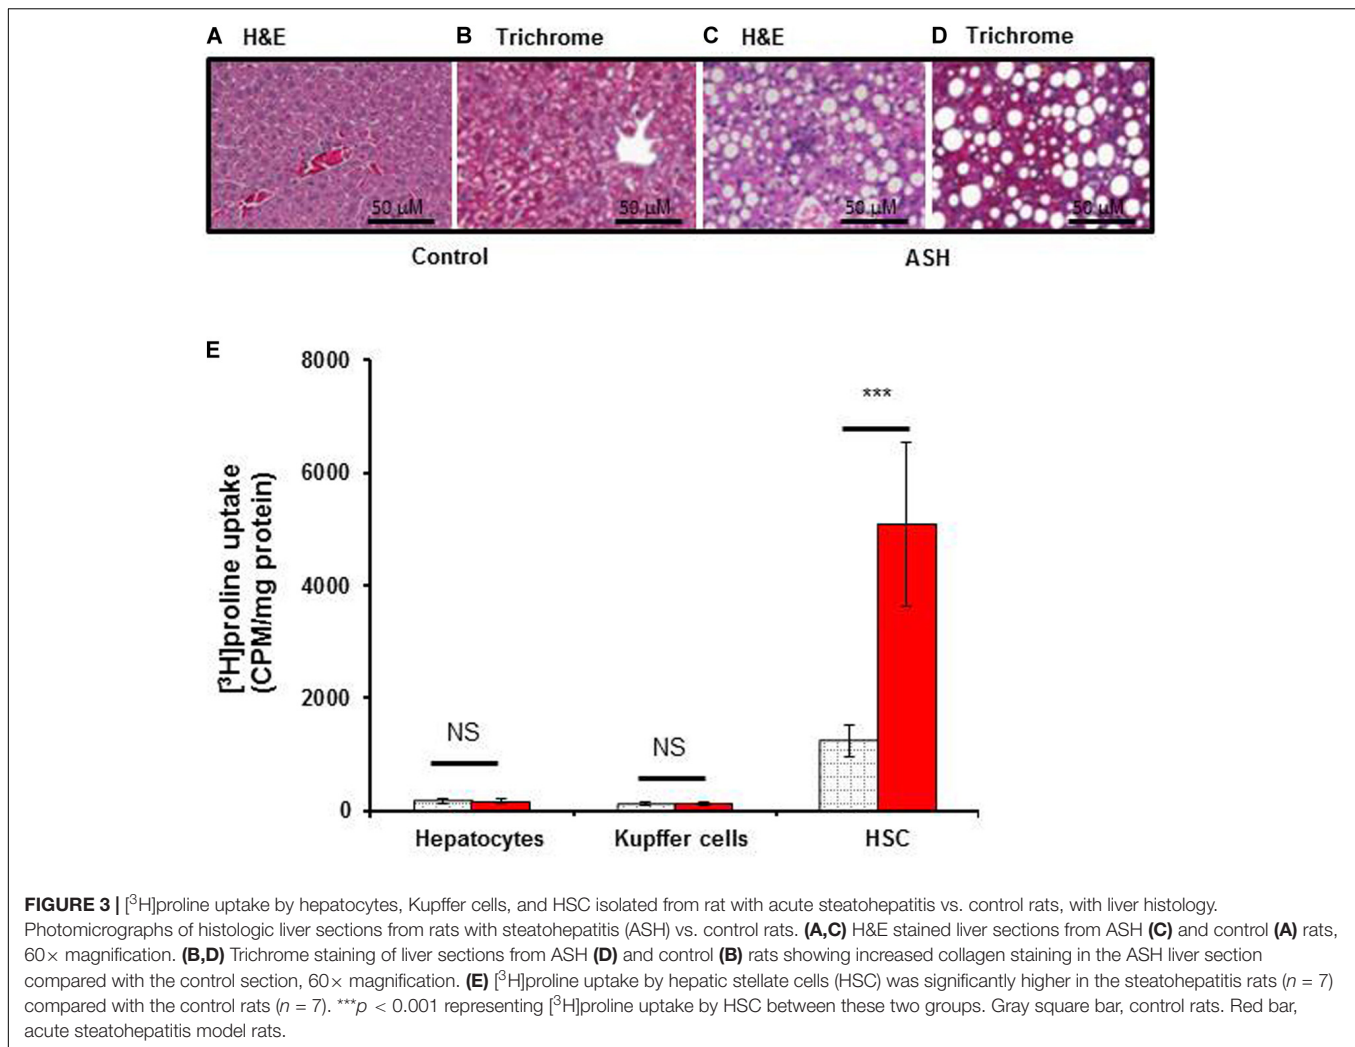 A H&E B Trichrome C H&E D Trichrome
50 µM 50 µM 50 µM 50 µM
Control ASH
E
8000
***
6000
[³H]proline uptake
(CPM/mg protein)
4000
2000
NS NS
0
Hepatocytes Kupffer cells HSC
FIGURE 3 | [³H]proline uptake by hepatocytes, Kupffer cells, and HSC isolated from rat with acute steatohepatitis vs. control rats, with liver histology.
Photomicrographs of histologic liver sections from rats with steatohepatitis (ASH) vs. control rats. (A,C) H&E stained liver sections from ASH (C) and control (A) rats,
60× magnification. (B,D) Trichrome staining of liver sections from ASH (D) and control (B) rats showing increased collagen staining in the ASH liver section
compared with the control section, 60× magnification. (E) [³H]proline uptake by hepatic stellate cells (HSC) was significantly higher in the steatohepatitis rats (n = 7)
compared with the control rats (n = 7). ***p < 0.001 representing [³H]proline uptake by HSC between these two groups. Gray square bar, control rats. Red bar,
acute steatohepatitis model rats.